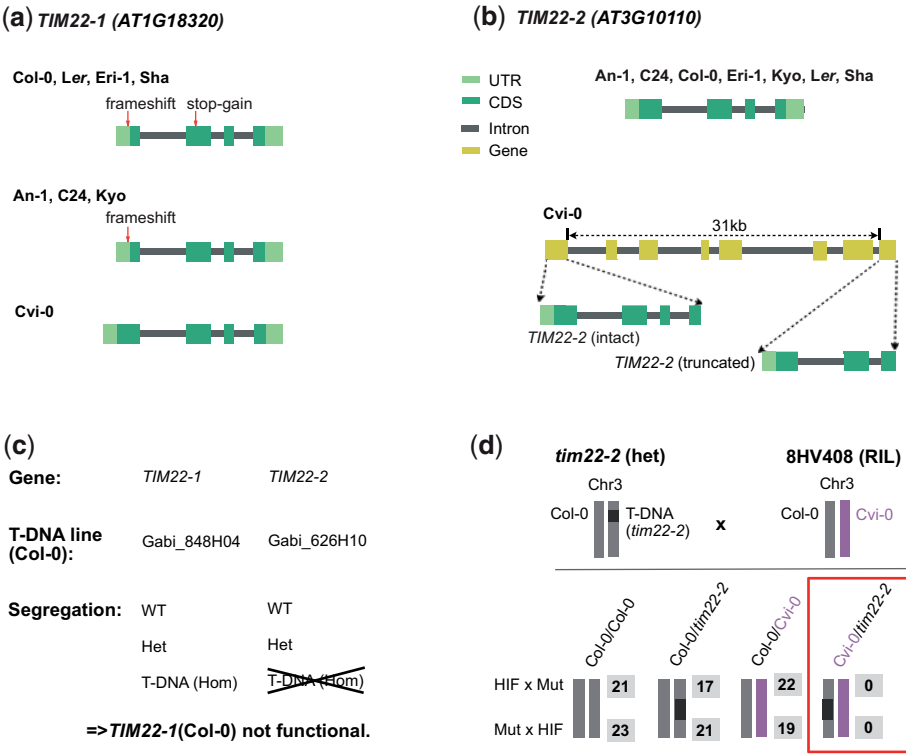 (a) TIM22-1 (AT1G18320)
Col-0, Ler, Eri-1, Sha
frameshift stop-gain
An-1, C24, Kyo
frameshift
Cvi-0
(b) TIM22-2 (AT3G10110)
UTR
CDS
Intron
Gene
An-1, C24, Col-0, Eri-1, Kyo, Ler, Sha
Cvi-0
31kb
TIM22-2 (intact)
TIM22-2 (truncated)
(c)
Gene: TIM22-1 TIM22-2
T-DNA line
(Col-0): Gabi_848H04 Gabi_626H10
Segregation: WT WT
Het Het
T-DNA (Hom) T-DNA (Hom)
=>TIM22-1(Col-0) not functional.
(d)
tim22-2 (het) 8HV408 (RIL)
Chr3 Chr3
Col-0 T-DNA x Col-0 Cvi-0
(tim22-2)
Col-0/Col-0 Col-0/tim22-2 Col-0/Cvi-0 Cvi-0/tim22-2
HIF x Mut 21 17 22 0
Mut x HIF 23 21 19 0